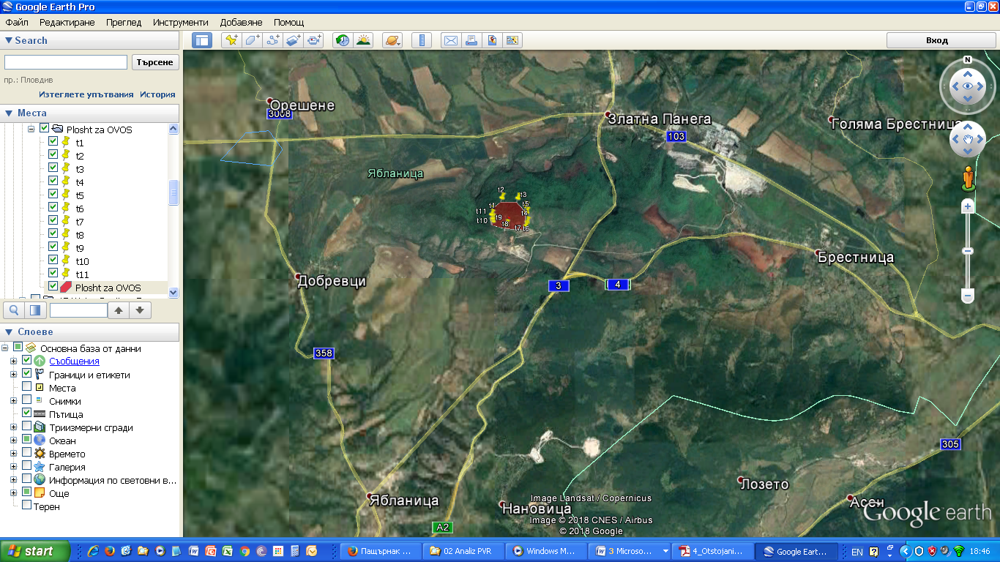 Google Earth Pro
Файл Редактиране Преглед Инструменти Добавяне Помощ
Search
Вход
Търсене
пр.: Пловдив
Изтеглете упътвания История
Места
Plosht za OVOS
t1
t2
t3
t4
t5
t6
t7
t8
t9
t10
t11
Plosht za OVOS
Слоеве
Основна база от данни
Съобщения
Граници и етикети
Места
Снимки
Пътища
Триизмерни сгради
Океан
Времето
Галерия
Информация по световни в...
Още
Терен
N
Орешене
3008
Златна Панега
103
Голяма Брестница
Ябланица
t2
t3
t1
t5
t11
t4
t10
t9
t8
t7
t6
Брестница
Добревци
3
4
358
305
Лозето
Ябланица
Нановица
Асен
A2
Image Landsat / Copernicus
Image © 2018 CNES / Airbus
© 2018 Google
Google earth
start
Пащърнак
02 Analiz PVR
Windows M...
3 Microso...
4_Otstojani...
Google Eart...
EN
18:46